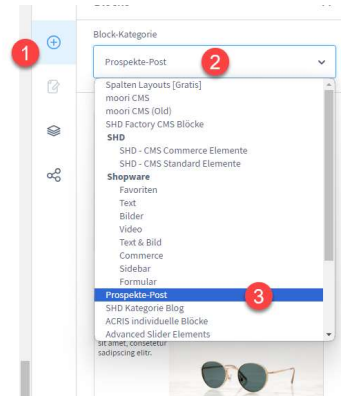 1
Block-Kategorie
Prospekte-Post
2
Spalten Layouts [Gratis]
moori CMS
moori CMS (Old)
SHD Factory CMS Blöcke
SHD
SHD - CMS Commerce Elemente
SHD - CMS Standard Elemente
Shopware
Favoriten
Text
Bilder
Video
Text & Bild
Commerce
Sidebar
Formular
Prospekte-Post
3
SHD Kategorie Blog
ACRIS individuelle Blöcke
Advanced Slider Elements
sit amet, consetetur
sadipscing elitr.